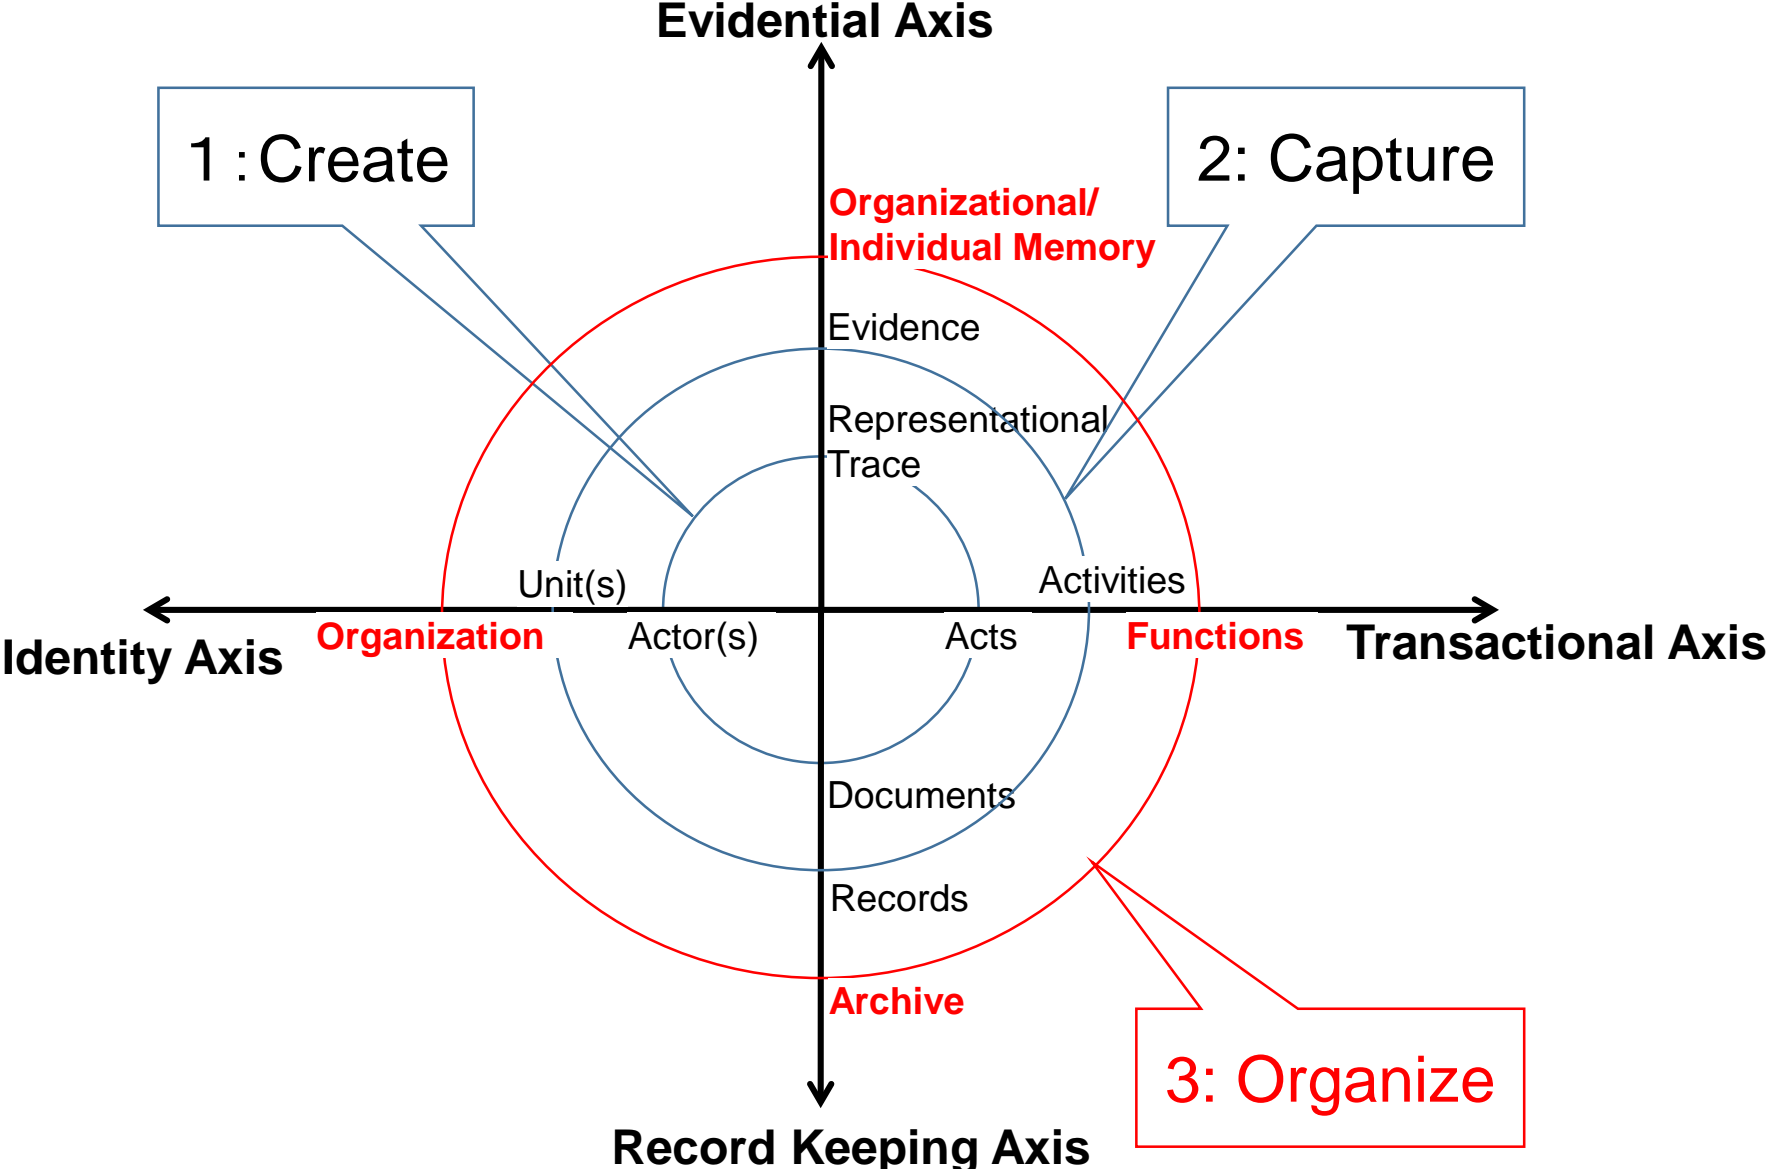 Evidential Axis
1:Create
2: Capture
Organizational/
Individual Memory
Evidence
Representational
Trace
Unit(s)
Activities
Organization
Actor(s)
Acts
Functions
Identity Axis
Transactional Axis
Documents
Records
Archive
3: Organize
Record Keeping Axis